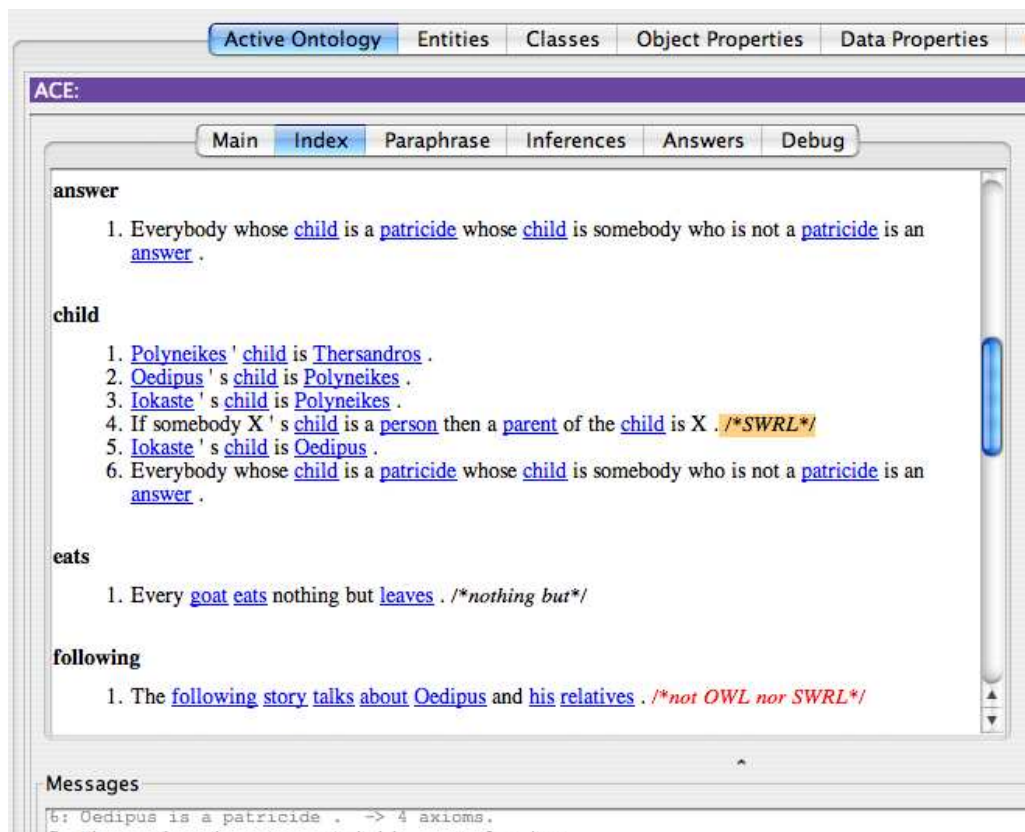 Active Ontology Entities Classes Object Properties Data Properties
ACE:
Main Index Paraphrase Inferences Answers Debug
answer
1. Everybody whose child is a patricide whose child is somebody who is not a patricide is an
answer .
child
1. Polyneikes ' child is Thersandros .
2. Oedipus ' s child is Polyneikes .
3. Iokaste ' s child is Polyneikes .
4. If somebody X ' s child is a person then a parent of the child is X . /*SWRL*/
5. Iokaste ' s child is Oedipus .
6. Everybody whose child is a patricide whose child is somebody who is not a patricide is an
answer .
eats
1. Every goat eats nothing but leaves . /*nothing but*/
following
1. The following story talks about Oedipus and his relatives . /*not OWL nor SWRL*/
Messages
6: Oedipus is a patricide . -> 4 axioms.